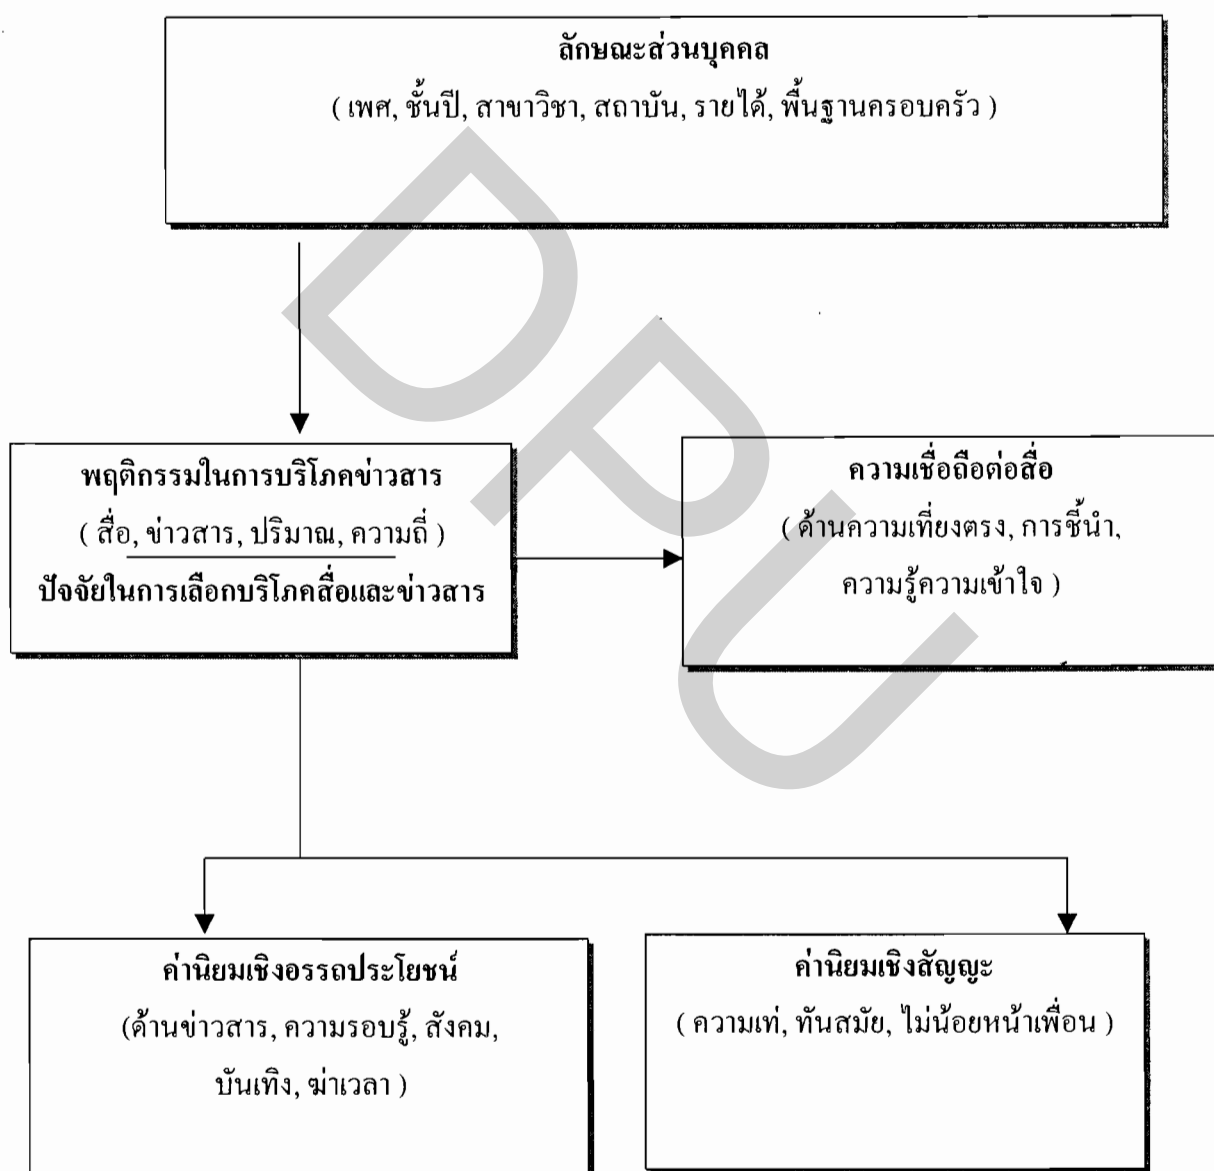 ลักษณะส่วนบุคคล
( เพศ, ชั้นปี, สาขาวิชา, สถาบัน, รายได้, พื้นฐานครอบครัว )
พฤติกรรมในการบริโภคข่าวสาร
( สื่อ, ข่าวสาร, ปริมาณ, ความถี่ )
ปัจจัยในการเลือกบริโภคสื่อและข่าวสาร
ความเชื่อถือต่อสื่อ
( ด้านความเที่ยงตรง, การชี้นำ,
ความรู้ความเข้าใจ )
ค่านิยมเชิงอรรถประโยชน์
(ด้านข่าวสาร, ความรอบรู้, สังคม,
บันเทิง, ฆ่าเวลา )
ค่านิยมเชิงสัญญะ
( ความเท่, ทันสมัย, ไม่น้อยหน้าเพื่อน )
DPU